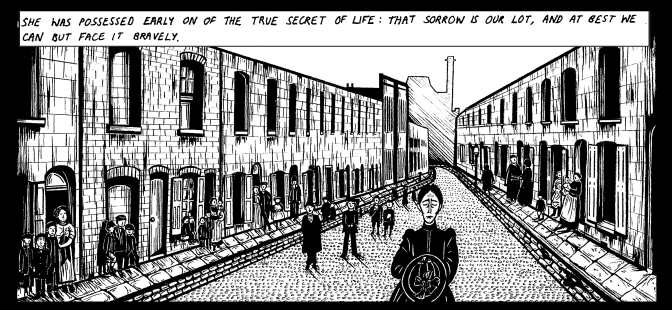 SHE WAS POSSESSED EARLY ON OF THE TRUE SECRET OF LIFE: THAT SORROW IS OUR LOT, AND AT BEST WE
CAN BUT FACE IT BRAVELY.